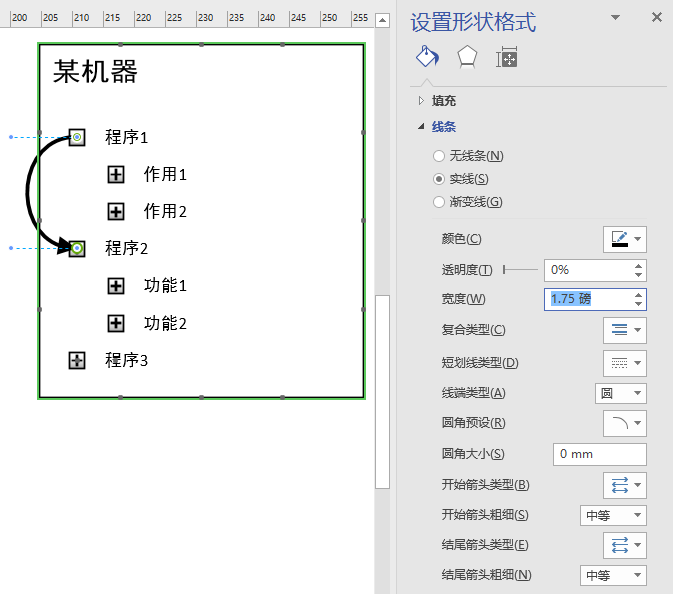 200 205 210 215 220 225 230 235 240 245 250 255
某机器
程序1
作用1
作用2
程序2
功能1
功能2
程序3
设置形状格式
填充
线条
无线条(N)
实线(S)
渐变线(G)
颜色(C)
透明度(T) 0%
宽度(W) 1.75 磅
复合类型(C)
短划线类型(D)
线端类型(A) 圆
圆角预设(R)
圆角大小(S) 0 mm
开始箭头类型(B)
开始箭头粗细(S) 中等
结尾箭头类型(E)
结尾箭头粗细(N) 中等